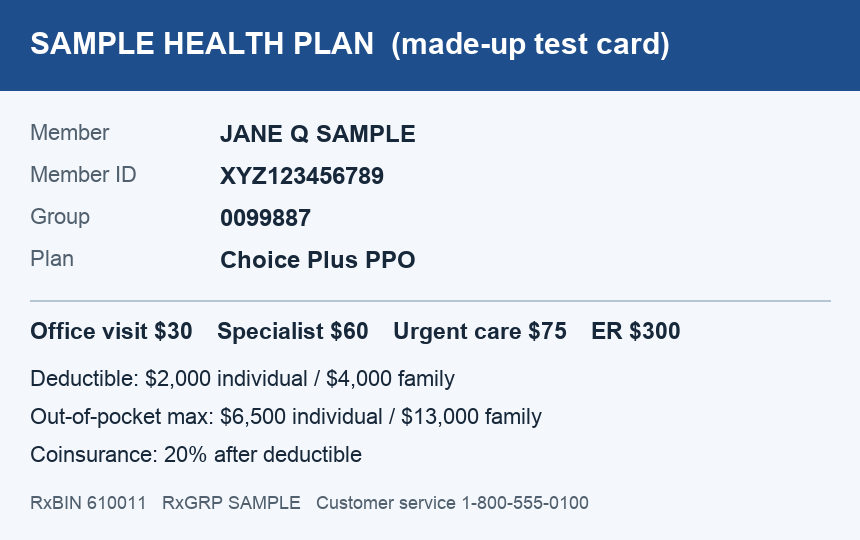 SAMPLE HEALTH PLAN (made-up test card)
Member JANE Q SAMPLE
Member ID XYZ123456789
Group 0099887
Plan Choice Plus PPO
Office visit $30 Specialist $60 Urgent care $75 ER $300
Deductible: $2,000 individual / $4,000 family
Out-of-pocket max: $6,500 individual / $13,000 family
Coinsurance: 20% after deductible
RxBIN 610011 RxGRP SAMPLE Customer service 1-800-555-0100